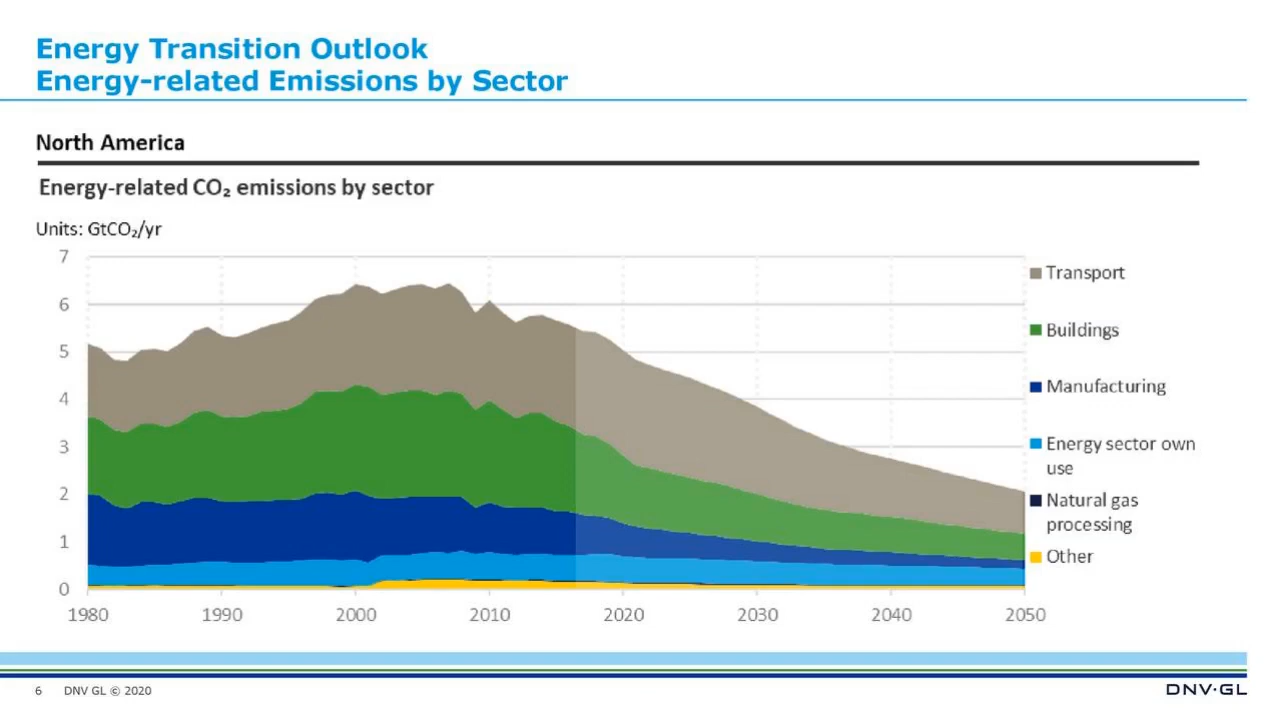 Energy Transition Outlook
Energy-related Emissions by Sector
North America
Energy-related CO₂ emissions by sector
Units: GtCO₂/yr
7
6
5
4
3
2
1
0
1980 1990 2000 2010 2020 2030 2040 2050
Transport
Buildings
Manufacturing
Energy sector own
use
Natural gas
processing
Other
6 DNV GL © 2020
DNV·GL